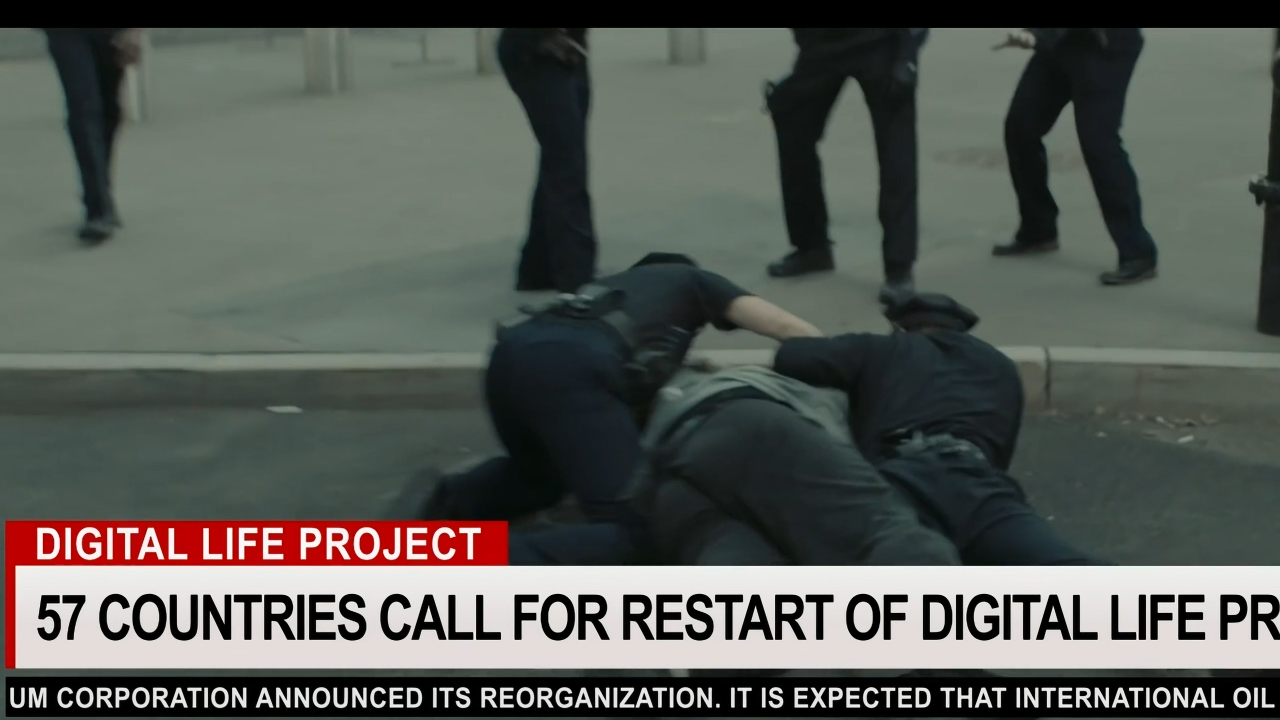 DIGITAL LIFE PROJECT
57 COUNTRIES CALL FOR RESTART OF DIGITAL LIFE PR
UM CORPORATION ANNOUNCED ITS REORGANIZATION. IT IS EXPECTED THAT INTERNATIONAL OIL